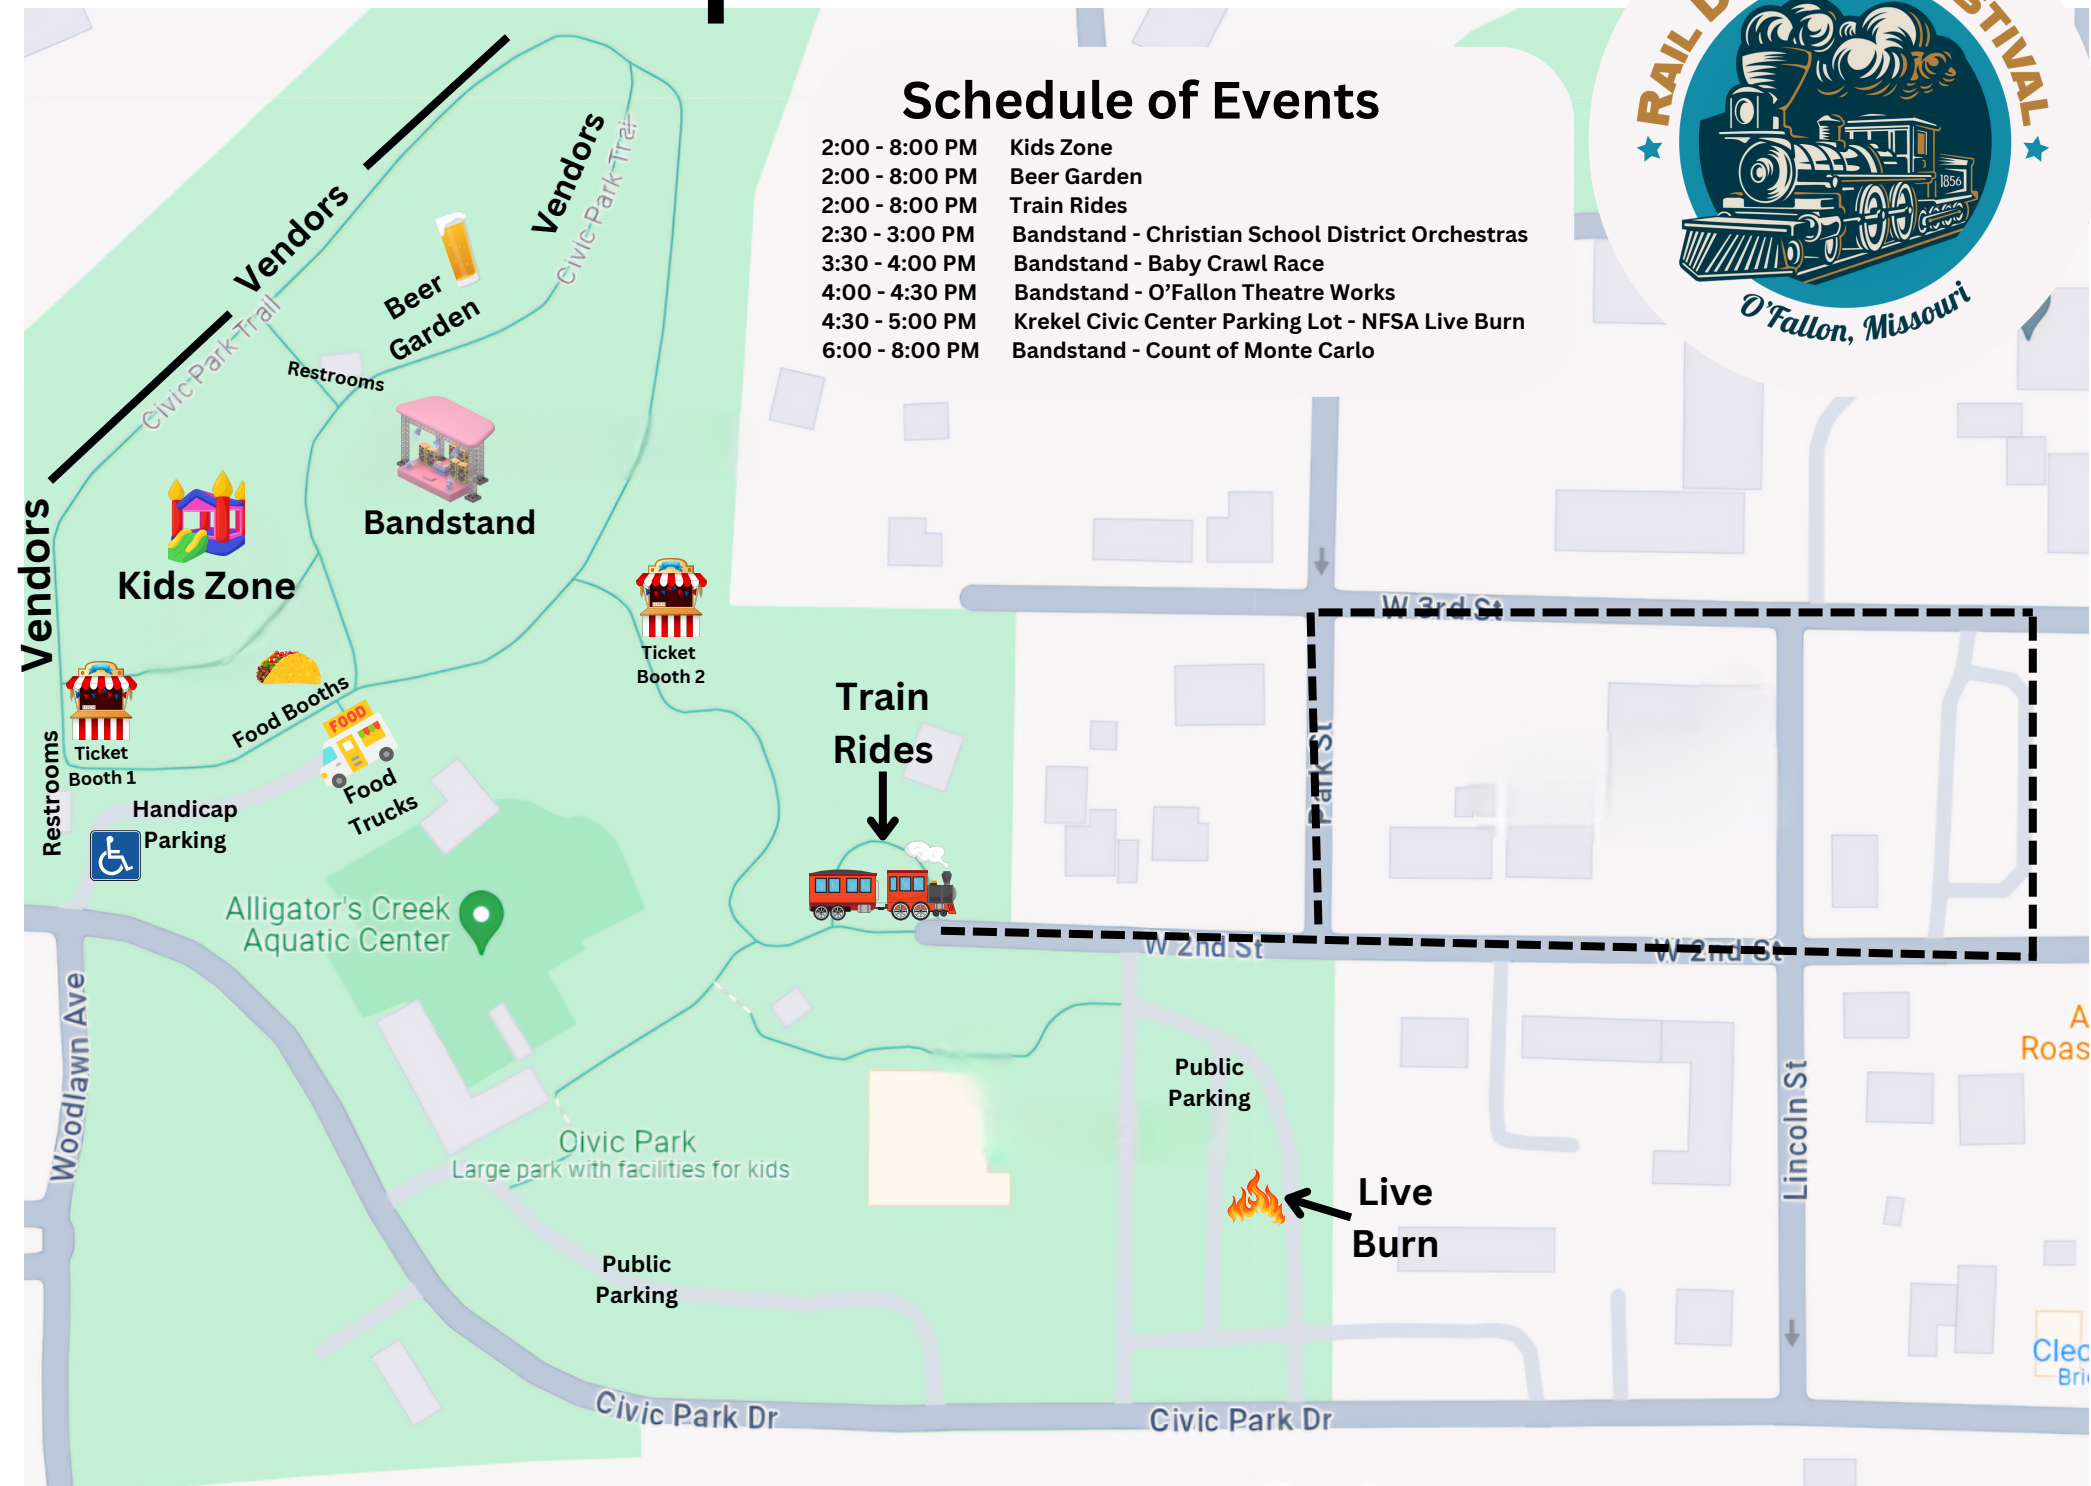 RAIL D
STIVAL
1856
O'Fallon, Missouri
Schedule of Events
2:00 - 8:00 PM Kids Zone
2:00 - 8:00 PM Beer Garden
2:00 - 8:00 PM Train Rides
2:30 - 3:00 PM Bandstand - Christian School District Orchestras
3:30 - 4:00 PM Bandstand - Baby Crawl Race
4:00 - 4:30 PM Bandstand - O’Fallon Theatre Works
4:30 - 5:00 PM Krekel Civic Center Parking Lot - NFSA Live Burn
6:00 - 8:00 PM Bandstand - Count of Monte Carlo
Vendors
Civic Park Trail
Vendors
Civic Park Trail
Beer
Garden
Restrooms
Bandstand
Vendors
Kids Zone
Ticket
Booth 2
Food Booths
FOOD
Food
Trucks
Ticket
Booth 1
Restrooms
Handicap
Parking
Train
Rides
W 3rd St
Park St
W 2nd St
W 2nd St
Alligator's Creek
Aquatic Center
Woodlawn Ave
Civic Park
Large park with facilities for kids
Public
Parking
Public
Parking
Live
Burn
Lincoln St
A
Roas
Cleo
Bri
Civic Park Dr
Civic Park Dr